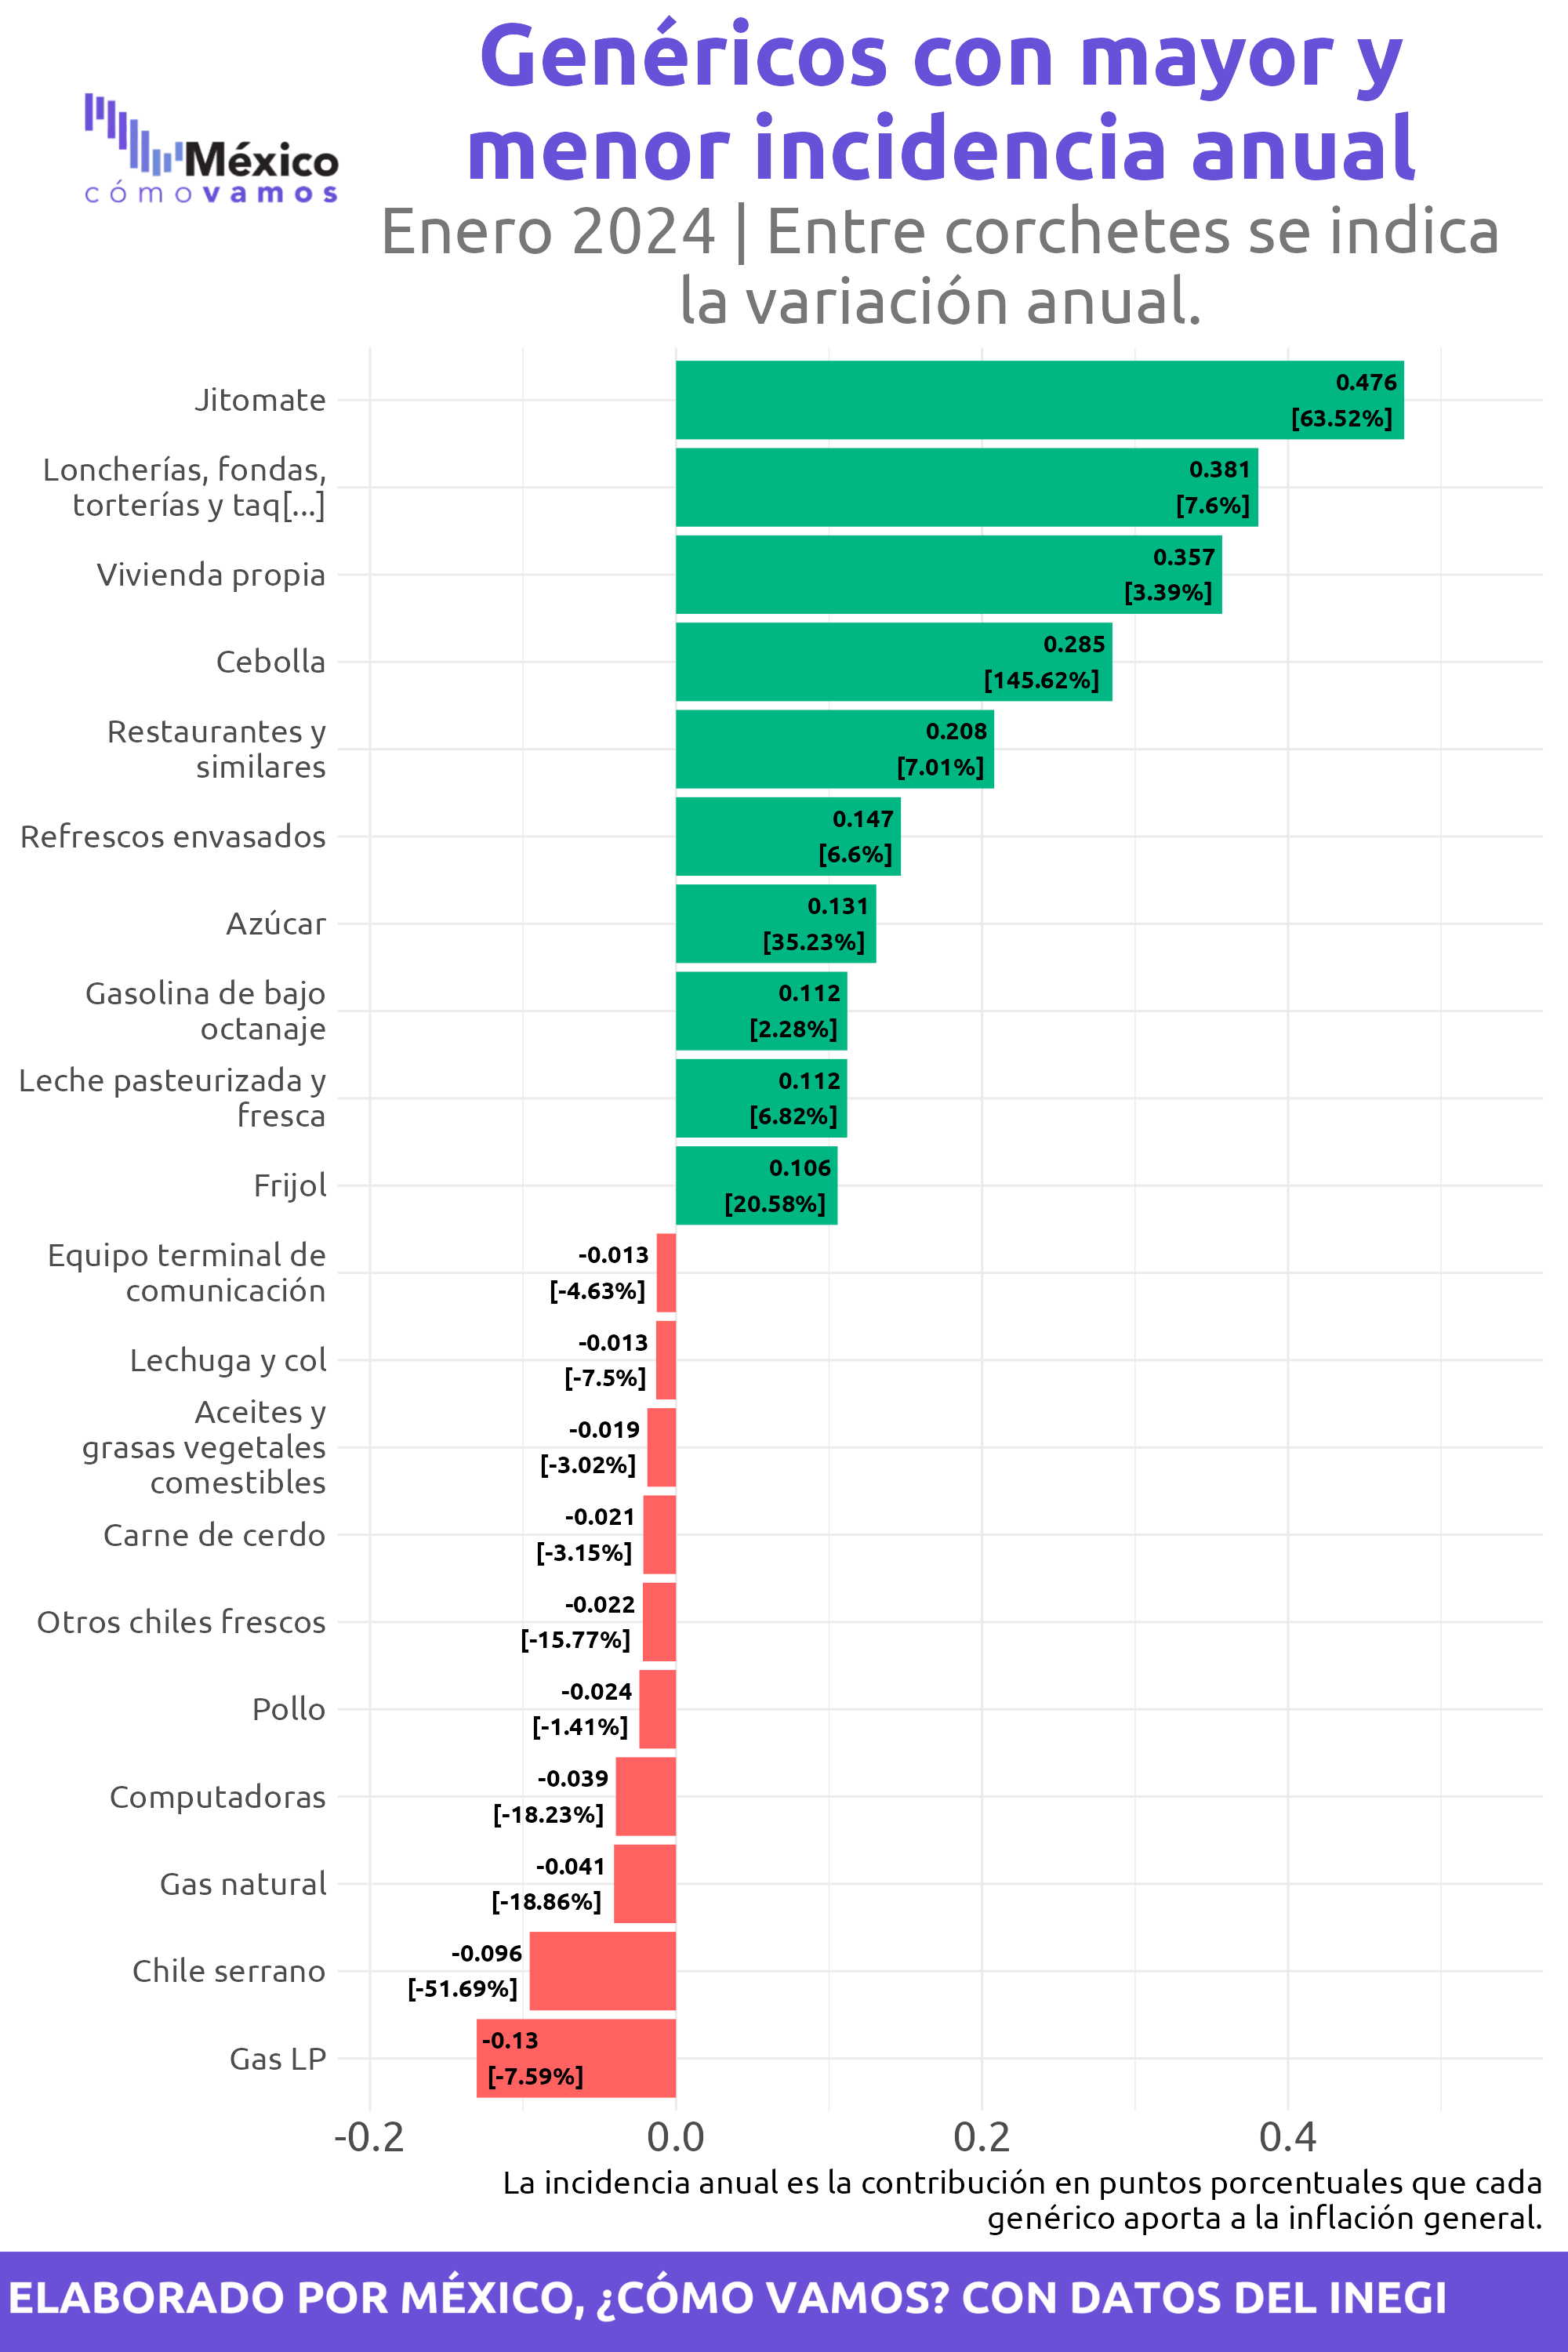 Genéricos con mayor y
menor incidencia anual
México
cómo vamos
Enero 2024 | Entre corchetes se indica
la variación anual.
Jitomate
0.476
[63.52%]
Loncherías, fondas,
torterías y taq[...]
0.381
[7.6%]
Vivienda propia
0.357
[3.39%]
Cebolla
0.285
[145.62%]
Restaurantes y
similares
0.208
[7.01%]
Refrescos envasados
0.147
[6.6%]
Azúcar
0.131
[35.23%]
Gasolina de bajo
octanaje
0.112
[2.28%]
Leche pasteurizada y
fresca
0.112
[6.82%]
Frijol
0.106
[20.58%]
Equipo terminal de
comunicación
-0.013
[-4.63%]
Lechuga y col
-0.013
[-7.5%]
Aceites y
grasas vegetales
comestibles
-0.019
[-3.02%]
Carne de cerdo
-0.021
[-3.15%]
Otros chiles frescos
-0.022
[-15.77%]
Pollo
-0.024
[-1.41%]
Computadoras
-0.039
[-18.23%]
Gas natural
-0.041
[-18.86%]
Chile serrano
-0.096
[-51.69%]
Gas LP
-0.13
[-7.59%]
-0.2 0.0 0.2 0.4
La incidencia anual es la contribución en puntos porcentuales que cada
genérico aporta a la inflación general.
ELABORADO POR MÉXICO, ¿CÓMO VAMOS? CON DATOS DEL INEGI